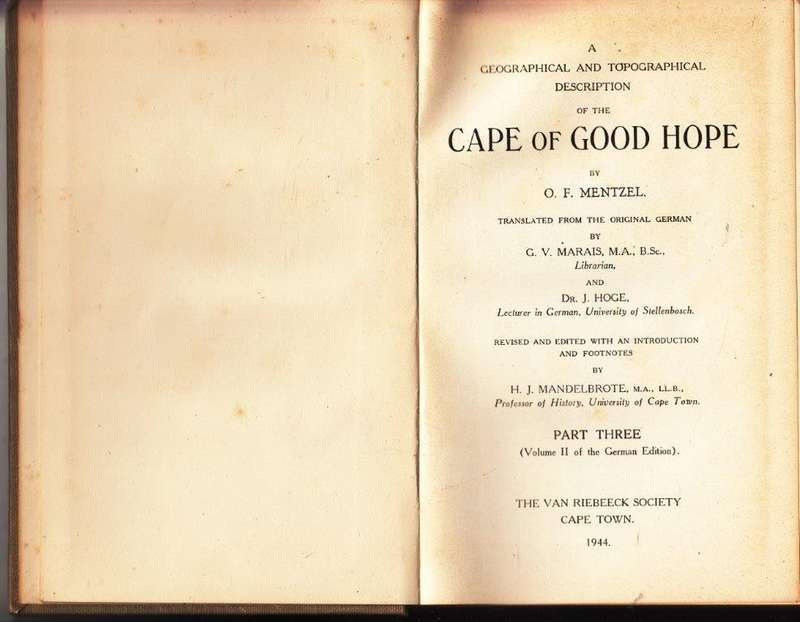 A
GEOGRAPHICAL AND TOPOGRAPHICAL
DESCRIPTION
OF THE
CAPE OF GOOD HOPE
BY
O. F. MENTZEL.
TRANSLATED FROM THE ORIGINAL GERMAN
BY
G. V. MARAIS, M.A., B.Sc.,
Librarian,
AND
DR. J. HOGE,
Lecturer in German, University of Stellenbosch.
REVISED AND EDITED WITH AN INTRODUCTION
AND FOOTNOTES
BY
H. J. MANDELBROTE, M.A., LL.B.,
Professor of History, University of Cape Town.
PART THREE
(Volume II of the German Edition).
THE VAN RIEBEECK SOCIETY
CAPE TOWN.
1944.